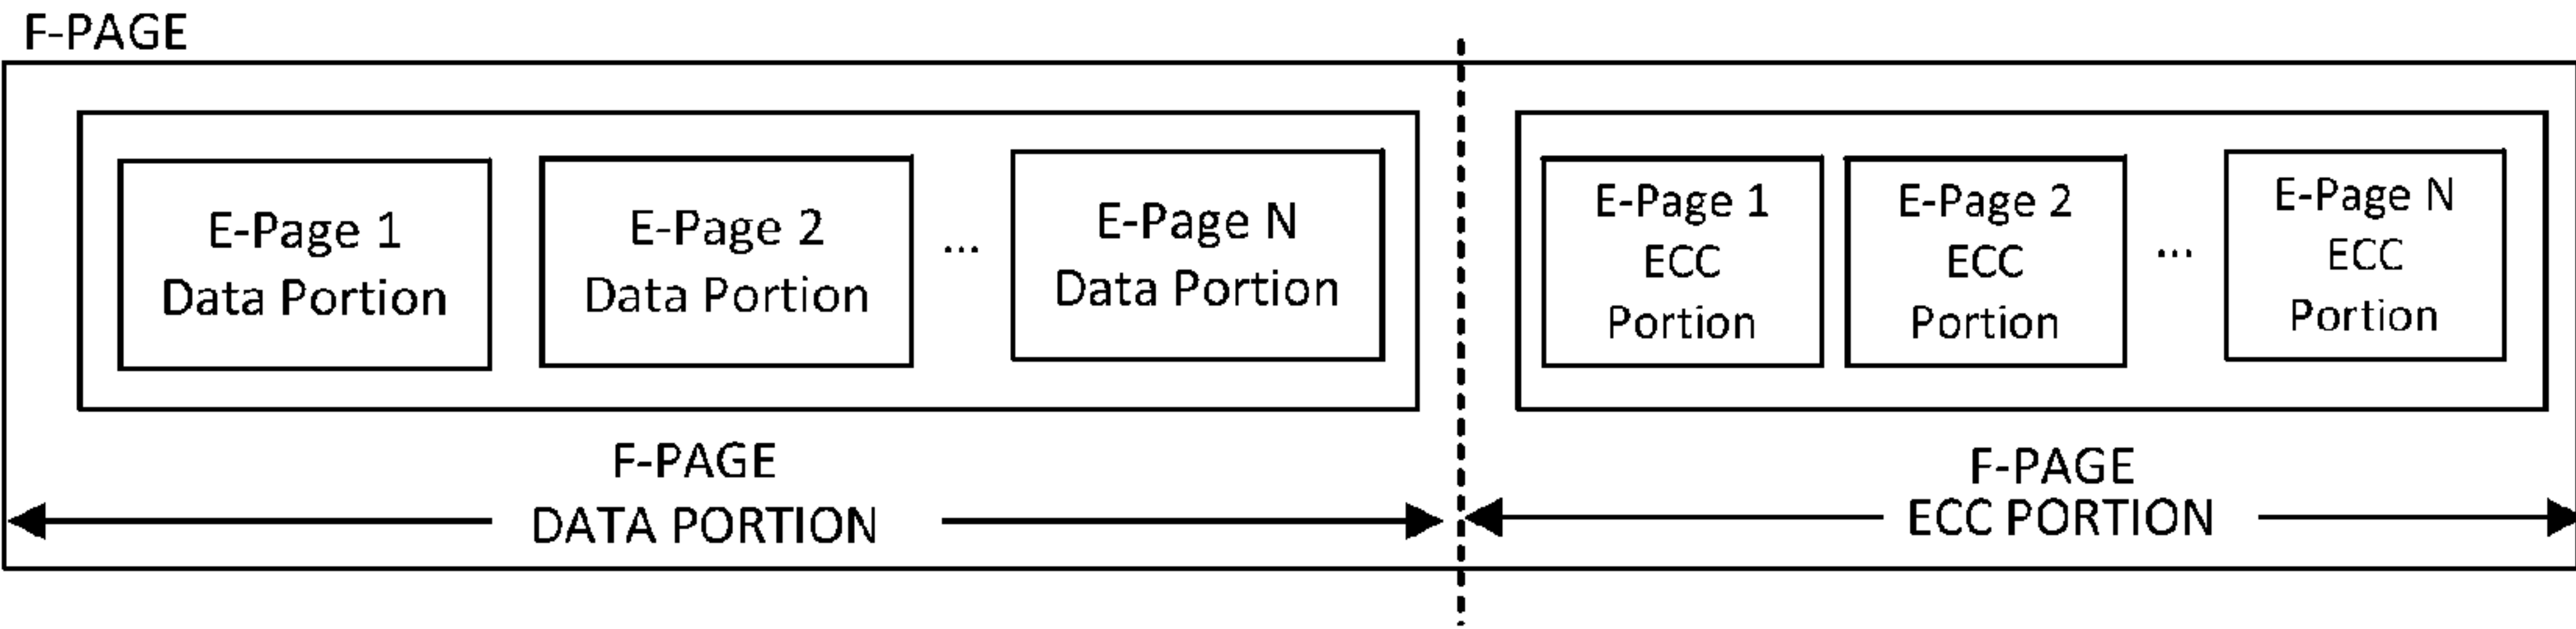 F-PAGE
E-Page 1
Data Portion
E-Page 2
Data Portion
...
E-Page N
Data Portion
E-Page 1
ECC
Portion
E-Page 2
ECC
Portion
...
E-Page N
ECC
Portion
F-PAGE
DATA PORTION
F-PAGE
ECC PORTION